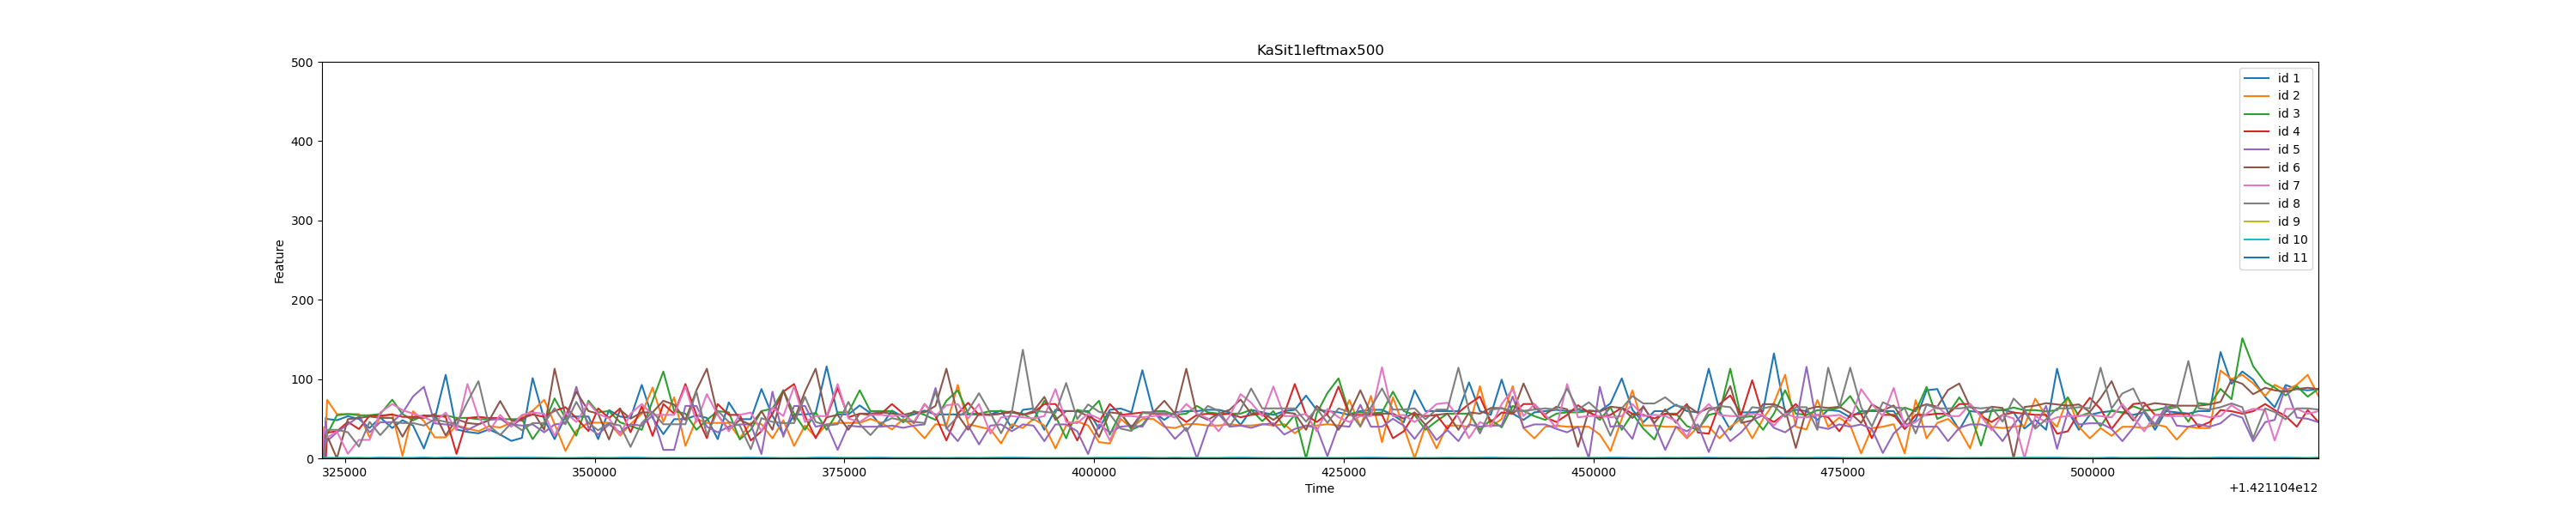 KaSit1leftmax500
500
400
300
200
100
0
Feature
325000 350000 375000 400000 425000 450000 475000 500000
Time
+1.421104e12
id 1
id 2
id 3
id 4
id 5
id 6
id 7
id 8
id 9
id 10
id 11